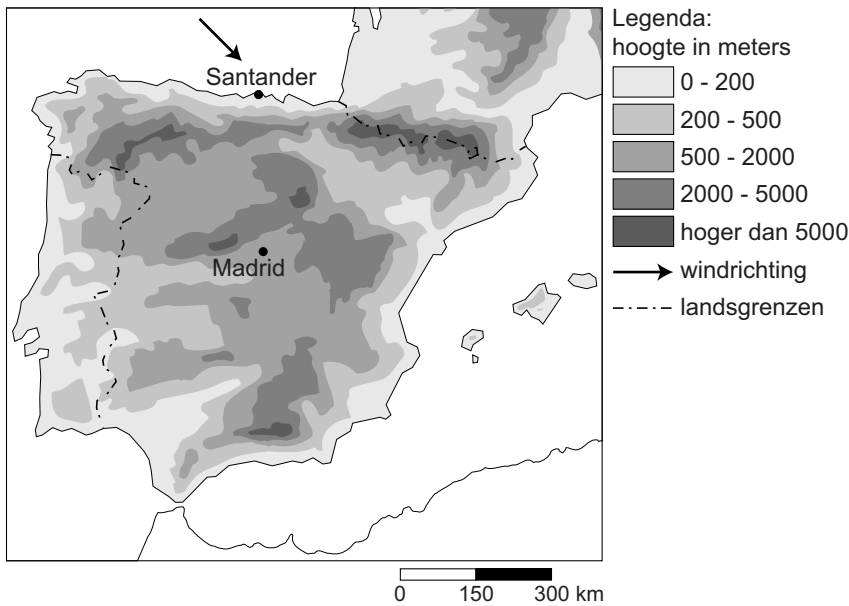 Santander
Madrid
Legenda:
hoogte in meters
0 - 200
200 - 500
500 - 2000
2000 - 5000
hoger dan 5000
windrichting
landsgrenzen
0 150 300 km